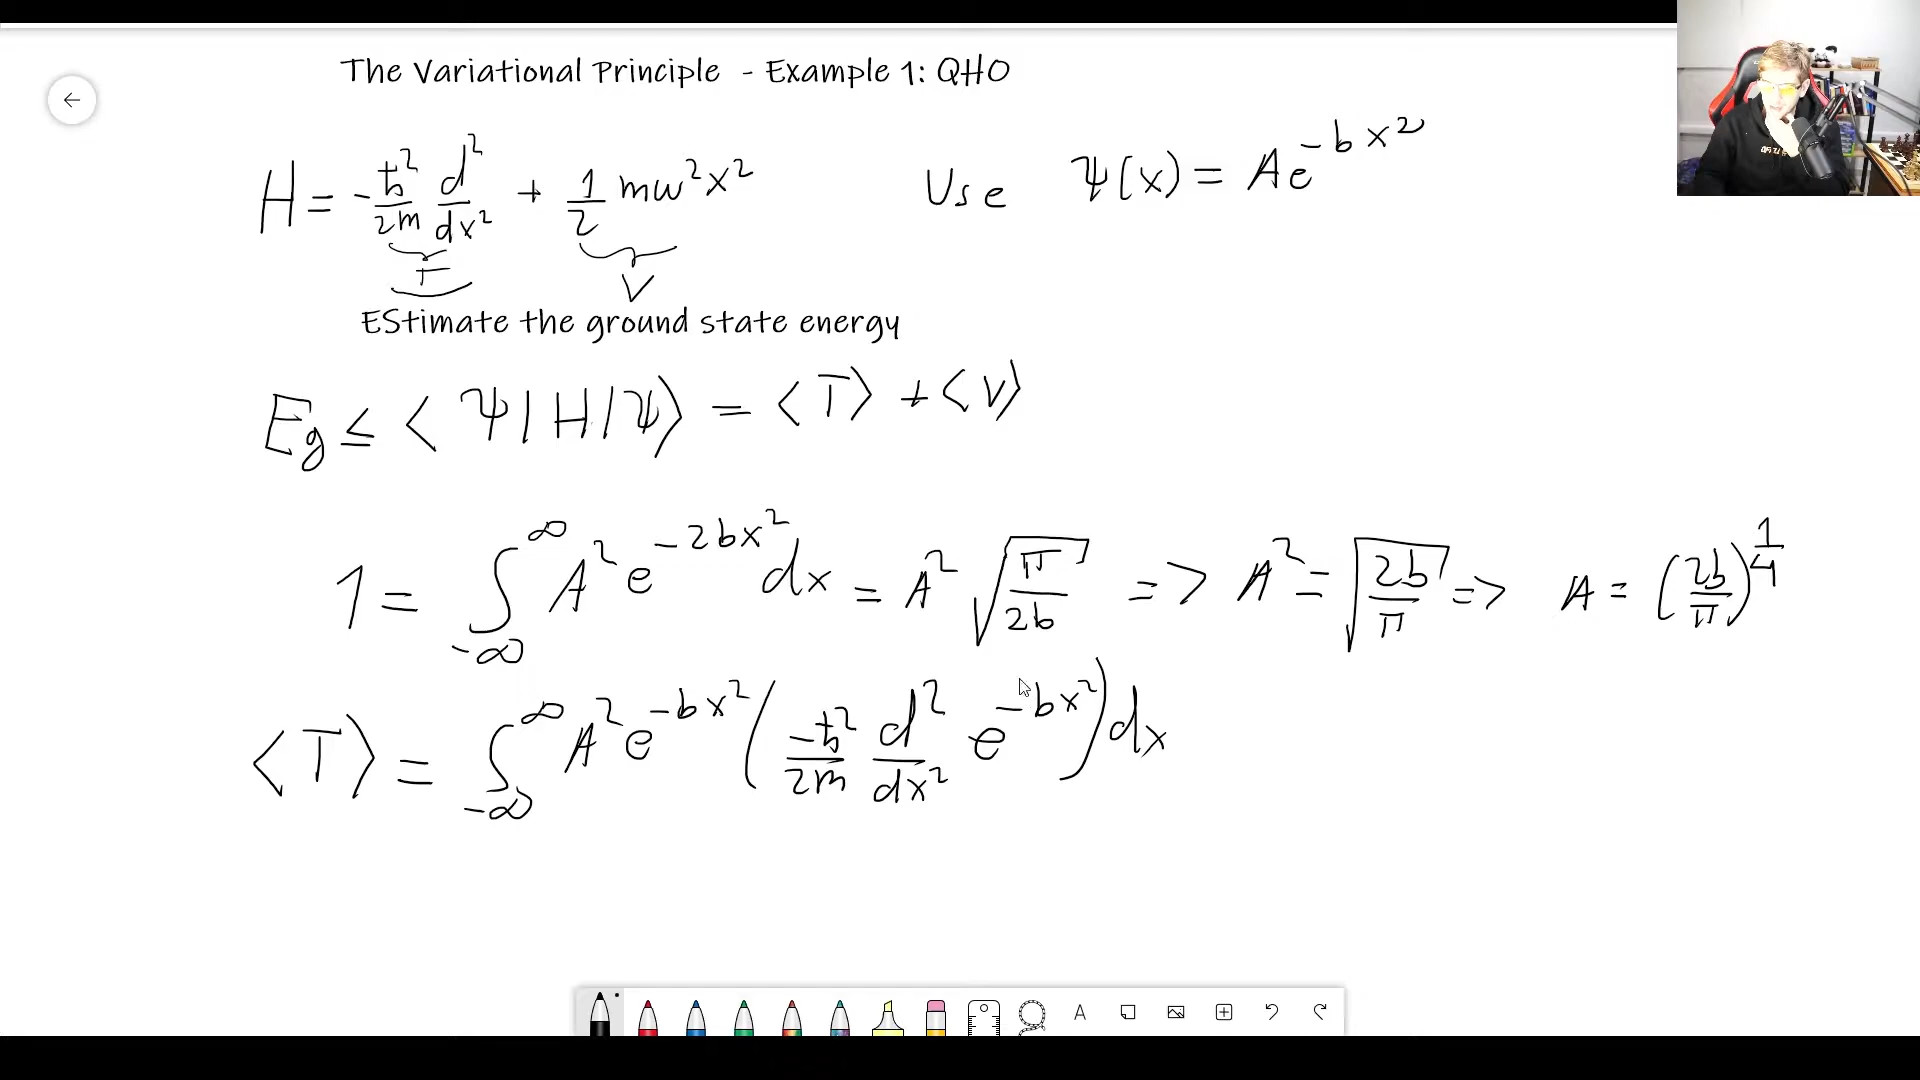 The Variational Principle - Example 1: QHO
H = -ħ²/2m d²/dx² + 1/2 mω²x² Use Ψ(x) = Ae^{-bx²}
T V
EStimate the ground state energy
Eg ≤ ⟨Ψ|H|Ψ⟩ = ⟨T⟩ + ⟨V⟩
1 = ∫_{-∞}^{∞} A² e^{-2bx²} dx = A² √(π/2b) => A² = √(2b/π) => A = (2b/π)^{1/4}
⟨T⟩ = ∫_{-∞}^{∞} A² e^{-bx²} (-ħ²/2m d²/dx² e^{-bx²}) dx
A